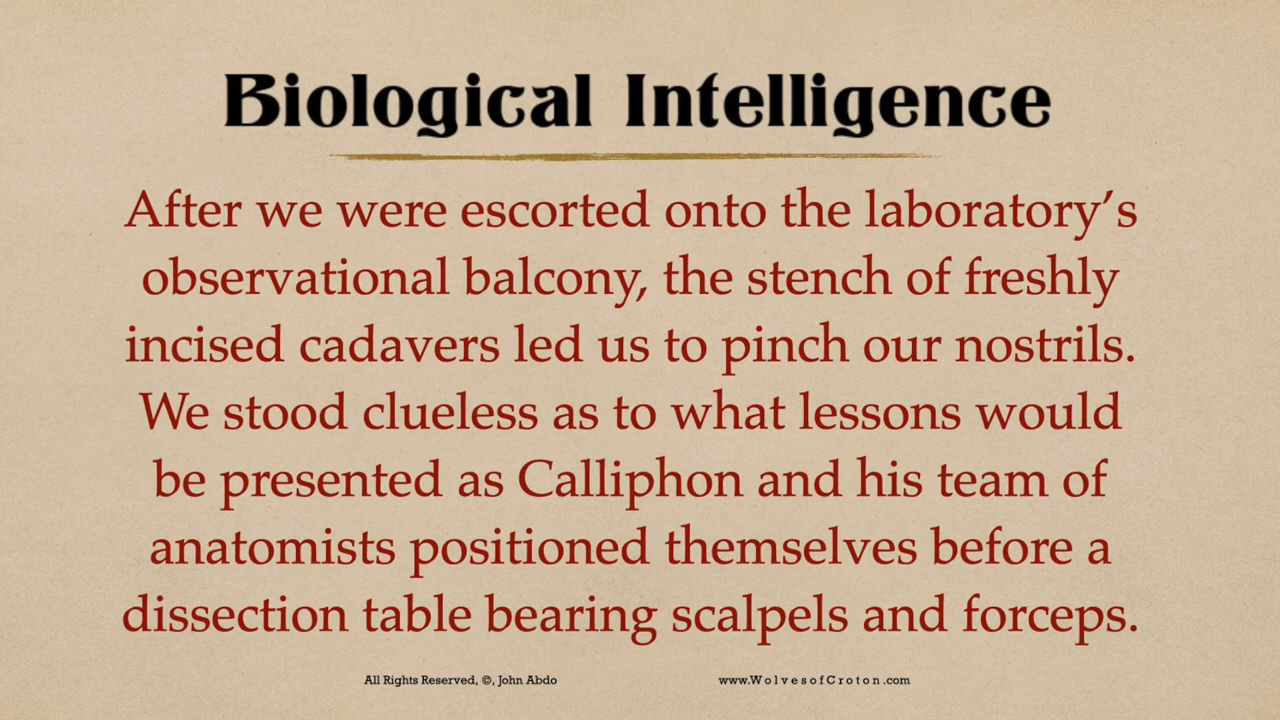 Biological Intelligence
After we were escorted onto the laboratory’s
observational balcony, the stench of freshly
incised cadavers led us to pinch our nostrils.
We stood clueless as to what lessons would
be presented as Calliphon and his team of
anatomists positioned themselves before a
dissection table bearing scalpels and forceps.
All Rights Reserved, ©, John Abdo
www.WolvesofCroton.com